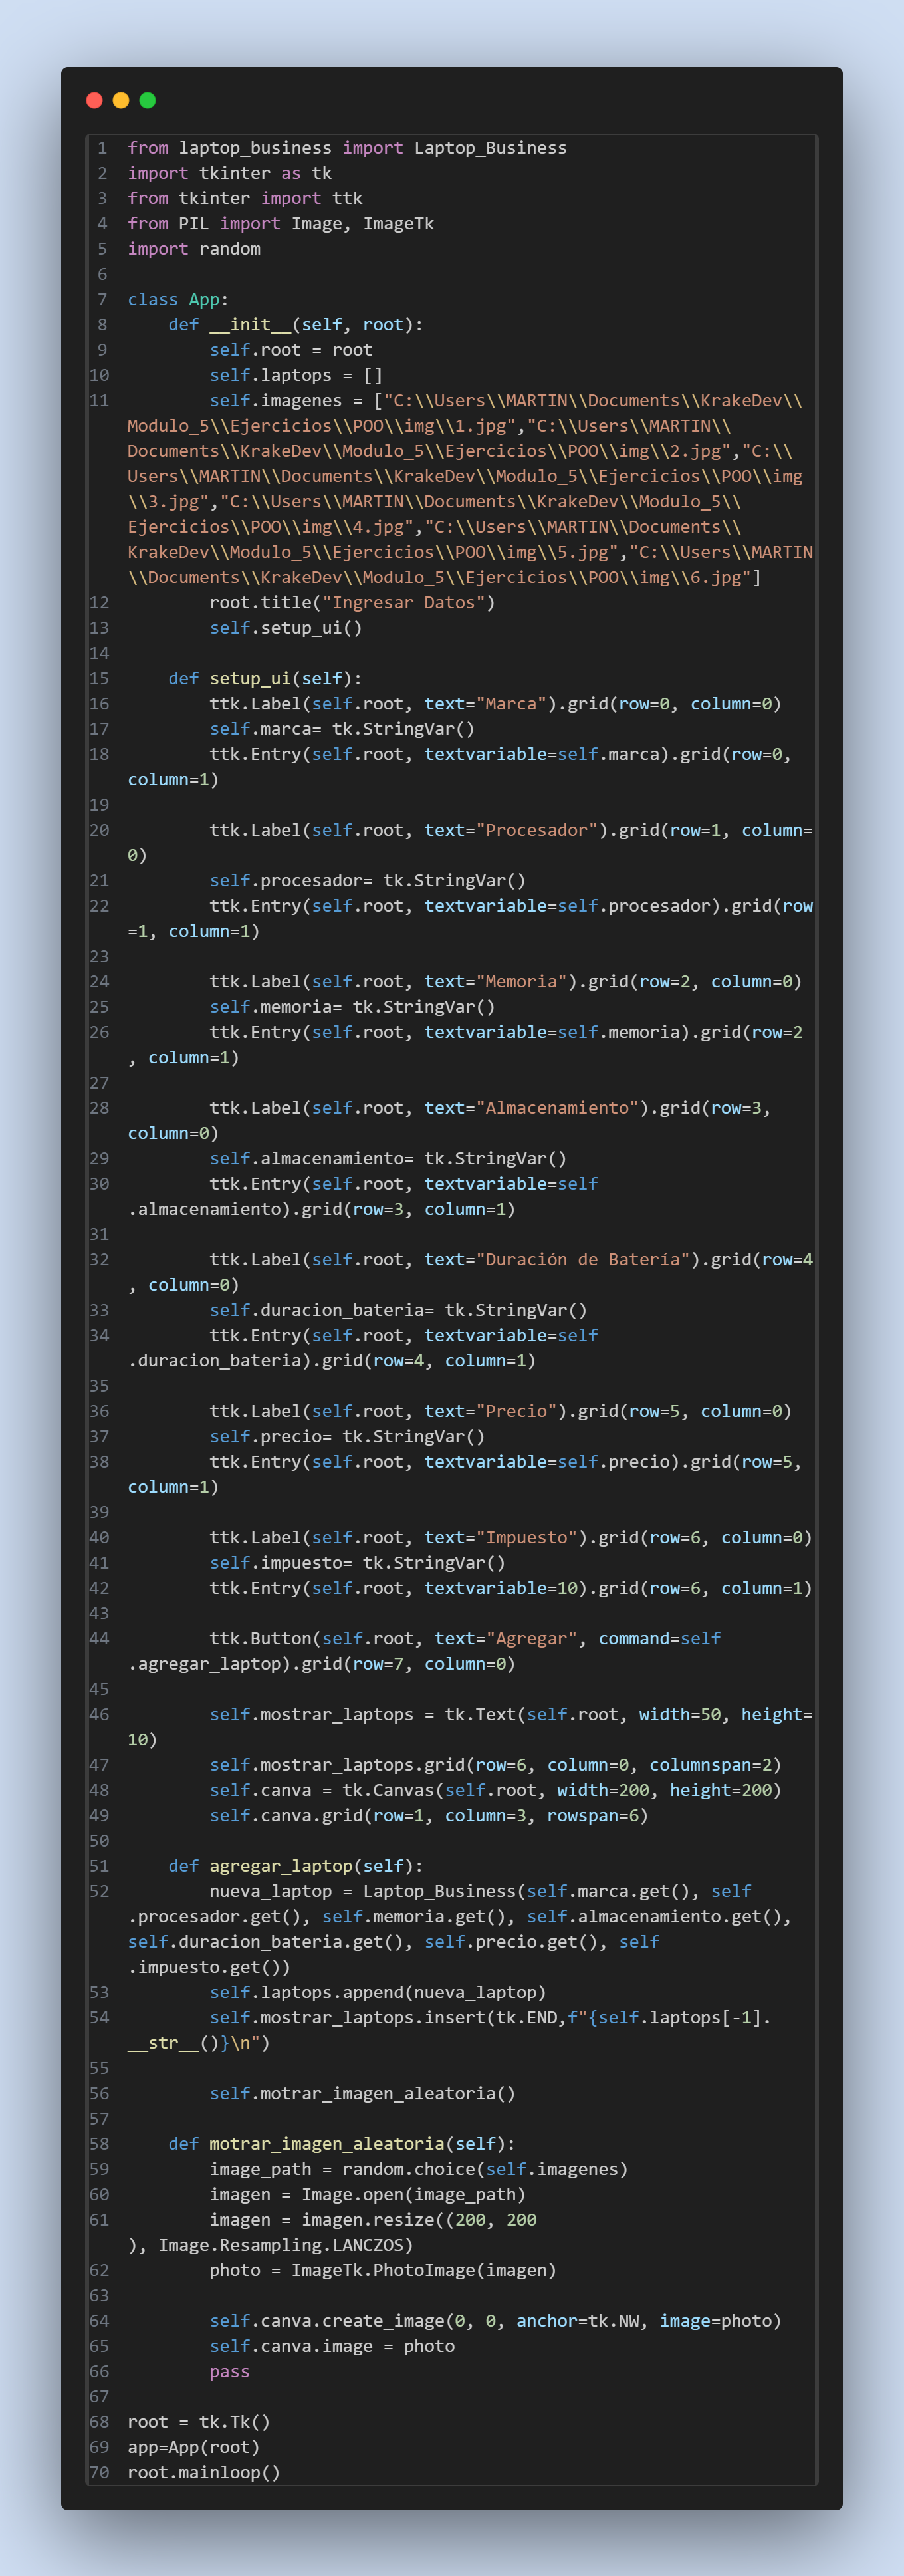 1 from laptop_business import Laptop_Business
2 import tkinter as tk
3 from tkinter import ttk
4 from PIL import Image, ImageTk
5 import random
6
7 class App:
8     def __init__(self, root):
9         self.root = root
10         self.laptops = []
11         self.imagenes = ["C:\\Users\\MARTIN\\Documents\\KrakeDev\\
Modulo_5\\Ejercicios\\POO\\img\\1.jpg","C:\\Users\\MARTIN\\
Documents\\KrakeDev\\Modulo_5\\Ejercicios\\POO\\img\\2.jpg","C:\\
Users\\MARTIN\\Documents\\KrakeDev\\Modulo_5\\Ejercicios\\POO\\img
\\3.jpg","C:\\Users\\MARTIN\\Documents\\KrakeDev\\Modulo_5\\
Ejercicios\\POO\\img\\4.jpg","C:\\Users\\MARTIN\\Documents\\
KrakeDev\\Modulo_5\\Ejercicios\\POO\\img\\5.jpg","C:\\Users\\MARTIN
\\Documents\\KrakeDev\\Modulo_5\\Ejercicios\\POO\\img\\6.jpg"]
12         root.title("Ingresar Datos")
13         self.setup_ui()
14
15     def setup_ui(self):
16         ttk.Label(self.root, text="Marca").grid(row=0, column=0)
17         self.marca= tk.StringVar()
18         ttk.Entry(self.root, textvariable=self.marca).grid(row=0,
column=1)
19
20         ttk.Label(self.root, text="Procesador").grid(row=1, column=
0)
21         self.procesador= tk.StringVar()
22         ttk.Entry(self.root, textvariable=self.procesador).grid(row
=1, column=1)
23
24         ttk.Label(self.root, text="Memoria").grid(row=2, column=0)
25         self.memoria= tk.StringVar()
26         ttk.Entry(self.root, textvariable=self.memoria).grid(row=2
, column=1)
27
28         ttk.Label(self.root, text="Almacenamiento").grid(row=3,
column=0)
29         self.almacenamiento= tk.StringVar()
30         ttk.Entry(self.root, textvariable=self
.almacenamiento).grid(row=3, column=1)
31
32         ttk.Label(self.root, text="Duración de Batería").grid(row=4
, column=0)
33         self.duracion_bateria= tk.StringVar()
34         ttk.Entry(self.root, textvariable=self
.duracion_bateria).grid(row=4, column=1)
35
36         ttk.Label(self.root, text="Precio").grid(row=5, column=0)
37         self.precio= tk.StringVar()
38         ttk.Entry(self.root, textvariable=self.precio).grid(row=5,
column=1)
39
40         ttk.Label(self.root, text="Impuesto").grid(row=6, column=0)
41         self.impuesto= tk.StringVar()
42         ttk.Entry(self.root, textvariable=10).grid(row=6, column=1)
43
44         ttk.Button(self.root, text="Agregar", command=self
.agregar_laptop).grid(row=7, column=0)
45
46         self.mostrar_laptops = tk.Text(self.root, width=50, height=
10)
47         self.mostrar_laptops.grid(row=6, column=0, columnspan=2)
48         self.canva = tk.Canvas(self.root, width=200, height=200)
49         self.canva.grid(row=1, column=3, rowspan=6)
50
51     def agregar_laptop(self):
52         nueva_laptop = Laptop_Business(self.marca.get(), self
.procesador.get(), self.memoria.get(), self.almacenamiento.get(),
self.duracion_bateria.get(), self.precio.get(), self
.impuesto.get())
53         self.laptops.append(nueva_laptop)
54         self.mostrar_laptops.insert(tk.END,f"{self.laptops[-1].
__str__()}\n")
55
56         self.motrar_imagen_aleatoria()
57
58     def motrar_imagen_aleatoria(self):
59         image_path = random.choice(self.imagenes)
60         imagen = Image.open(image_path)
61         imagen = imagen.resize((200, 200
), Image.Resampling.LANCZOS)
62         photo = ImageTk.PhotoImage(imagen)
63
64         self.canva.create_image(0, 0, anchor=tk.NW, image=photo)
65         self.canva.image = photo
66         pass
67
68 root = tk.Tk()
69 app=App(root)
70 root.mainloop()